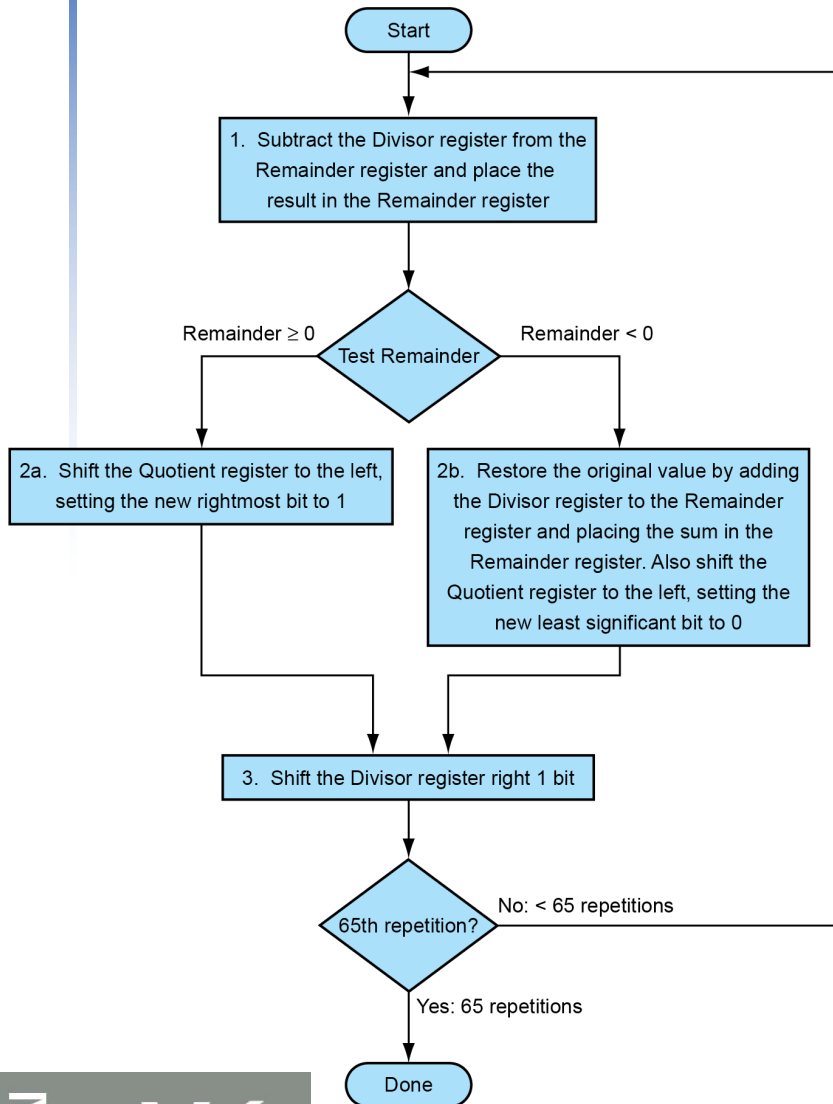 Start
1. Subtract the Divisor register from the
Remainder register and place the
result in the Remainder register
Remainder ≥ 0
Remainder < 0
Test Remainder
2a. Shift the Quotient register to the left,
setting the new rightmost bit to 1
2b. Restore the original value by adding
the Divisor register to the Remainder
register and placing the sum in the
Remainder register. Also shift the
Quotient register to the left, setting the
new least significant bit to 0
3. Shift the Divisor register right 1 bit
65th repetition?
No: < 65 repetitions
Yes: 65 repetitions
Done